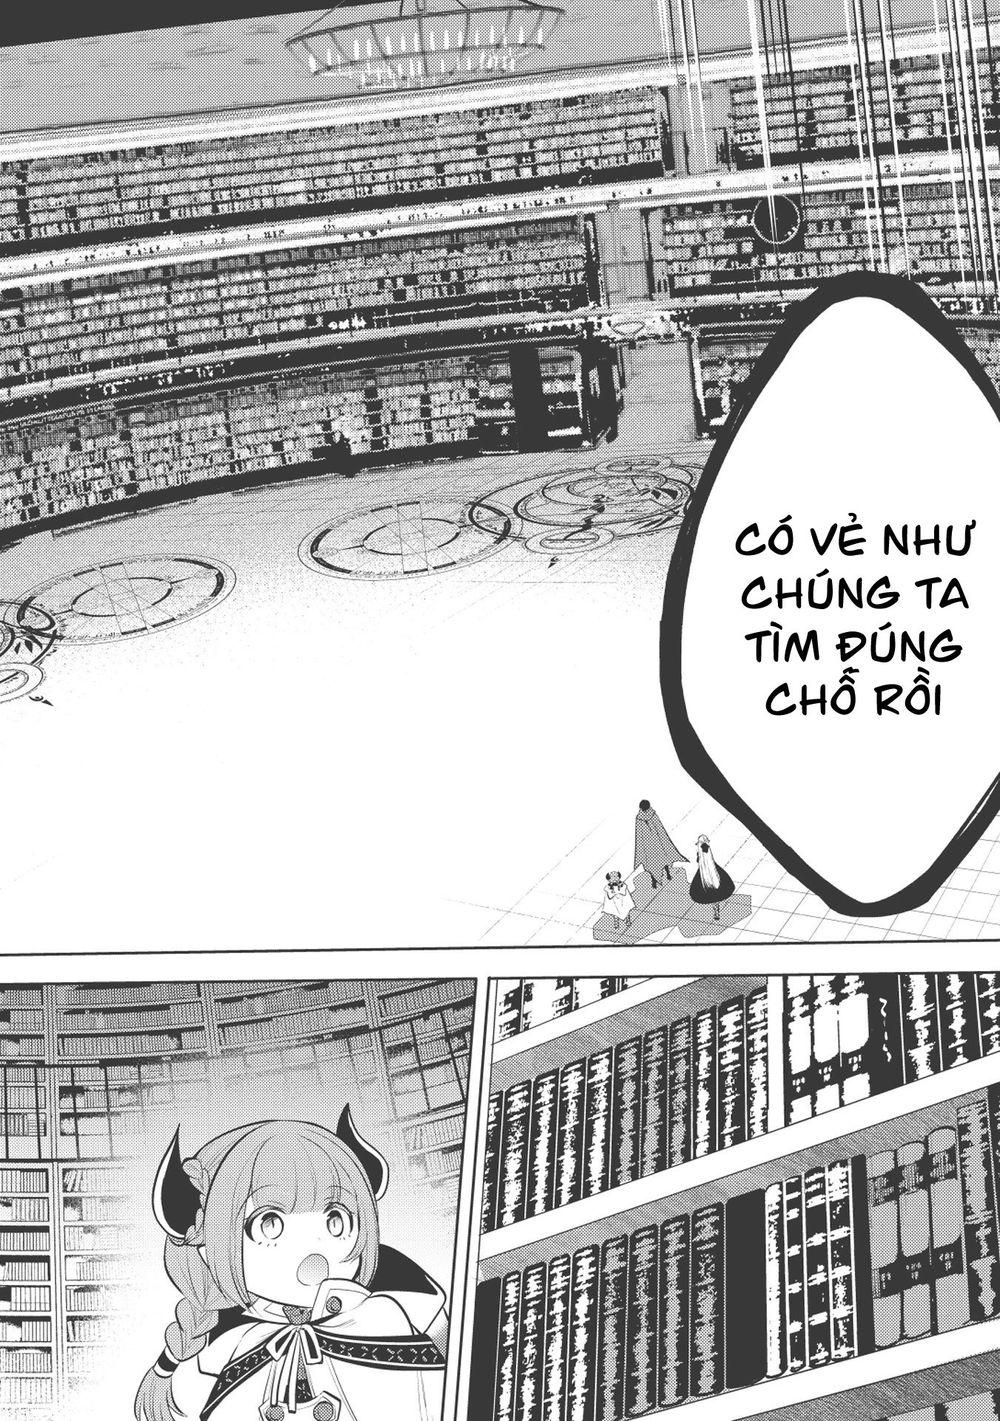 CÓ VẺ NHƯ
CHÚNG TA
TÌM ĐÚNG
CHỖ RỒI